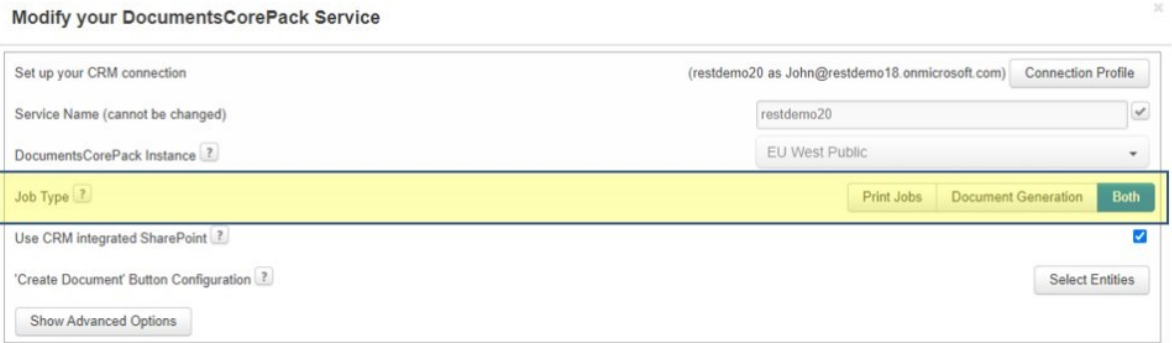 Modify your DocumentsCorePack Service
Set up your CRM connection (restdemo20 as John@restdemo18.onmicrosoft.com) Connection Profile
Service Name (cannot be changed) restdemo20
DocumentsCorePack Instance ? EU West Public
Job Type ? Print Jobs Document Generation Both
Use CRM integrated SharePoint ?
'Create Document' Button Configuration ? Select Entities
Show Advanced Options